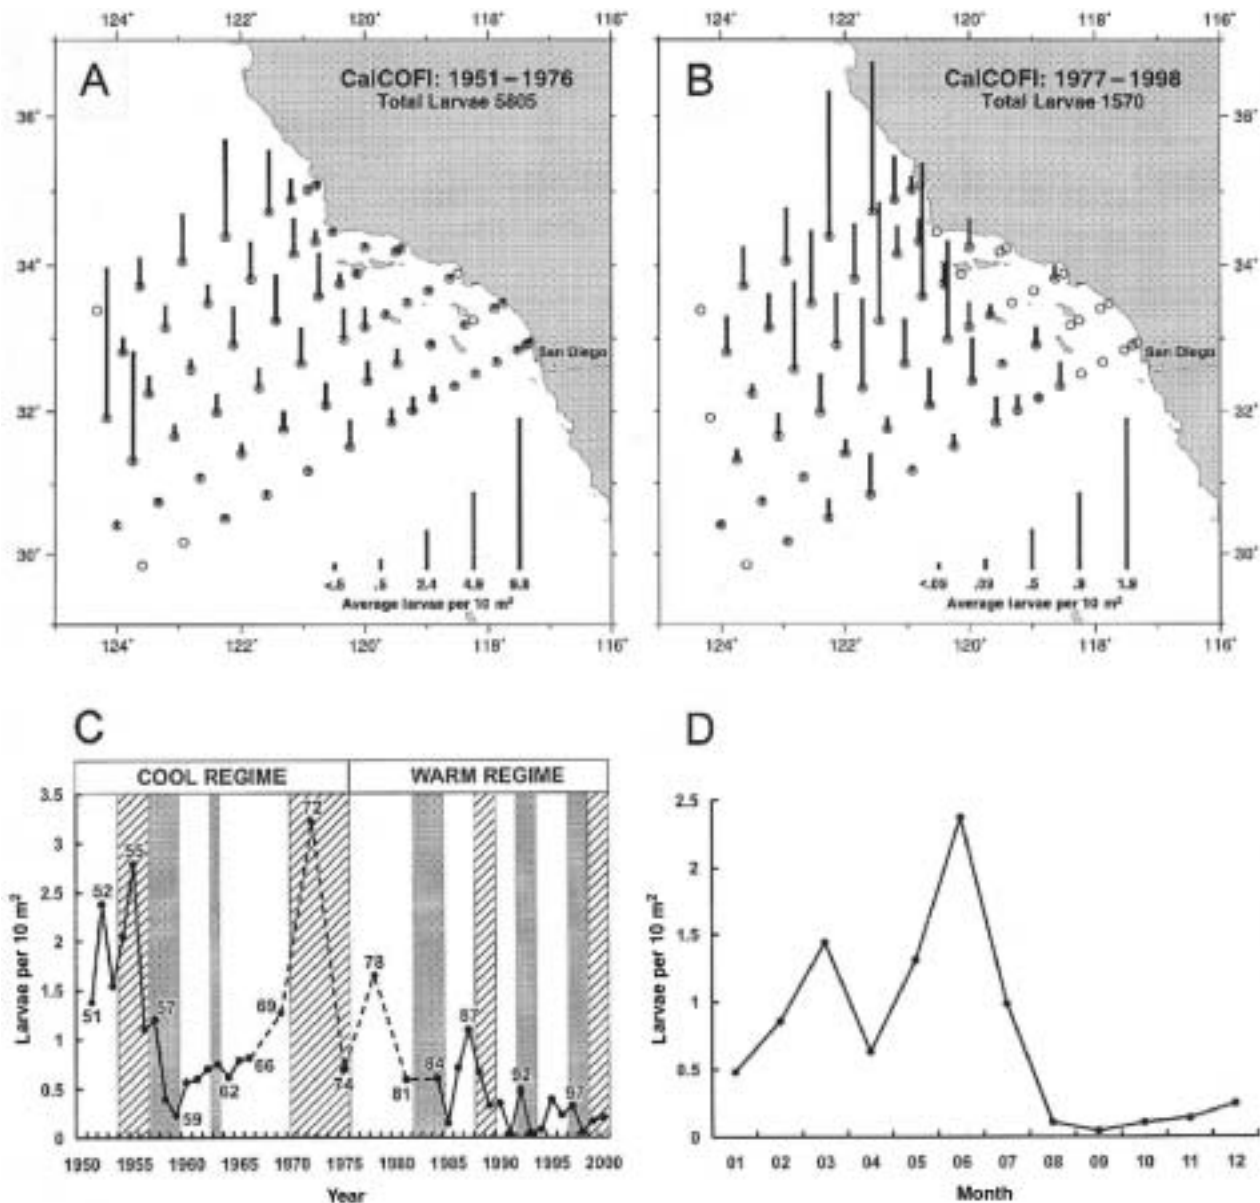 124° 122° 120° 118° 116°
A
CalCOFI: 1951–1976
Total Larvae 5805
36°
34°
32°
30°
San Diego
<.5 .5 2.4 4.9 9.8
Average larvae per 10 m²
124° 122° 120° 118° 116°
124° 122° 120° 118° 116°
B
CalCOFI: 1977–1998
Total Larvae 1570
36°
34°
32°
30°
San Diego
<.09 .09 .5 .9 1.9
Average larvae per 10 m²
124° 122° 120° 118° 116°
C
COOL REGIME WARM REGIME
3.5
3
2.5
2
1.5
1
0.5
0
Larvae per 10 m²
51
52
55
57
59
62
66
69
72
74
78
81
84
87
92
97
1950 1955 1960 1965 1970 1975 1980 1985 1990 1995 2000
Year
D
2.5
2
1.5
1
0.5
0
Larvae per 10 m²
01 02 03 04 05 06 07 08 09 10 11 12
Month